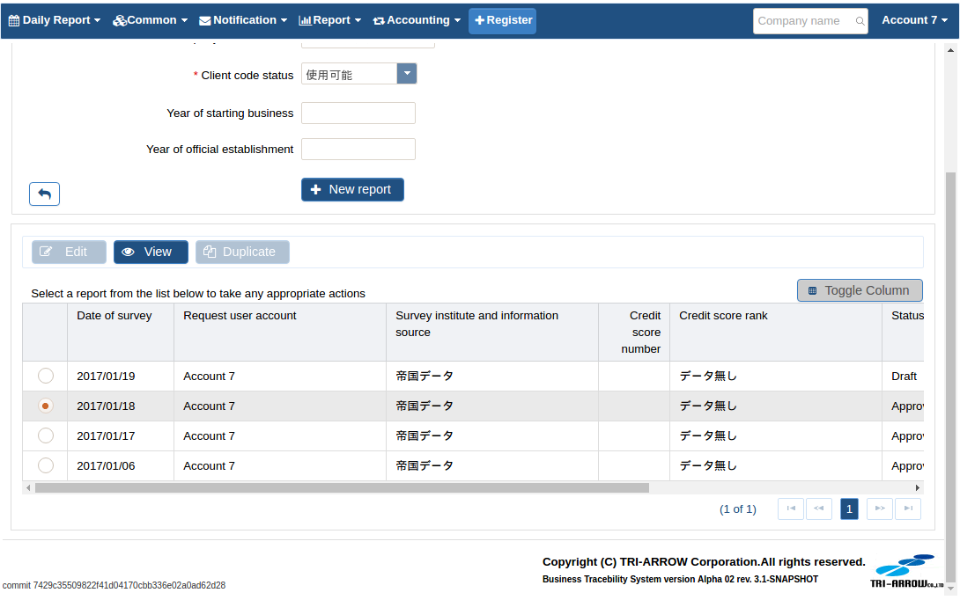 Daily Report Common Notification Report Accounting Register Company name Account 7
* Client code status 使用可能
Year of starting business
Year of official establishment
New report
Edit View Duplicate
Select a report from the list below to take any appropriate actions Toggle Column
Date of survey Request user account Survey institute and information source Credit score number Credit score rank Status
2017/01/19 Account 7 帝国データ データ無し Draft
2017/01/18 Account 7 帝国データ データ無し Approv
2017/01/17 Account 7 帝国データ データ無し Approv
2017/01/06 Account 7 帝国データ データ無し Approv
(1 of 1) 1
Copyright (C) TRI-ARROW Corporation.All rights reserved.
Business Tracebility System version Alpha 02 rev. 3.1-SNAPSHOT
TRI-ARROW
commit 7429c35509822f41d04170cbb336e02a0ad62d28